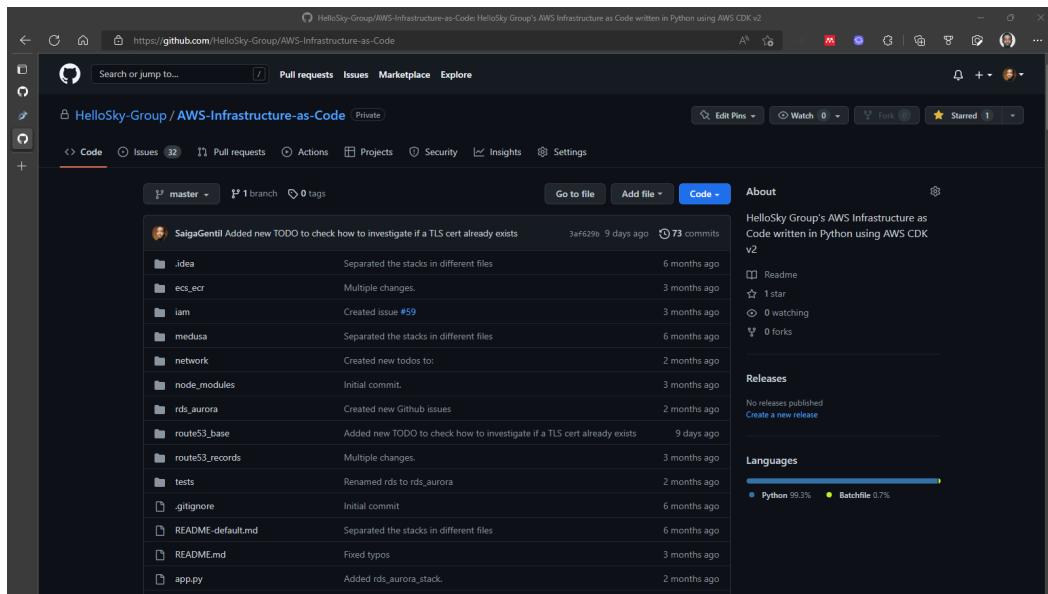 HelloSky-Group/AWS-Infrastructure-as-Code: HelloSky Group's AWS Infrastructure as Code written in Python using AWS CDK v2
https://github.com/HelloSky-Group/AWS-Infrastructure-as-Code
Search or jump to... / Pull requests Issues Marketplace Explore
HelloSky-Group / AWS-Infrastructure-as-Code Private Edit Pins Watch 0 Fork 0 Starred 1
Code Issues 32 Pull requests Actions Projects Security Insights Settings
master 1 branch 0 tags Go to file Add file Code
SaigaGentil Added new TODO to check how to investigate if a TLS cert already exists 3af629b 9 days ago 73 commits
.idea Separated the stacks in different files 6 months ago
ecs_ecr Multiple changes. 3 months ago
iam Created issue #59 3 months ago
medusa Separated the stacks in different files 6 months ago
network Created new todos to: 2 months ago
node_modules Initial commit. 3 months ago
rds_aurora Created new Github issues 2 months ago
route53_base Added new TODO to check how to investigate if a TLS cert already exists 9 days ago
route53_records Multiple changes. 3 months ago
tests Renamed rds to rds_aurora 2 months ago
.gitignore Initial commit 6 months ago
README-default.md Separated the stacks in different files 6 months ago
README.md Fixed typos 3 months ago
app.py Added rds_aurora_stack. 2 months ago
About
HelloSky Group's AWS Infrastructure as
Code written in Python using AWS CDK
v2
Readme
1 star
0 watching
0 forks
Releases
No releases published
Create a new release
Languages
Python 99.3% Batchfile 0.7%